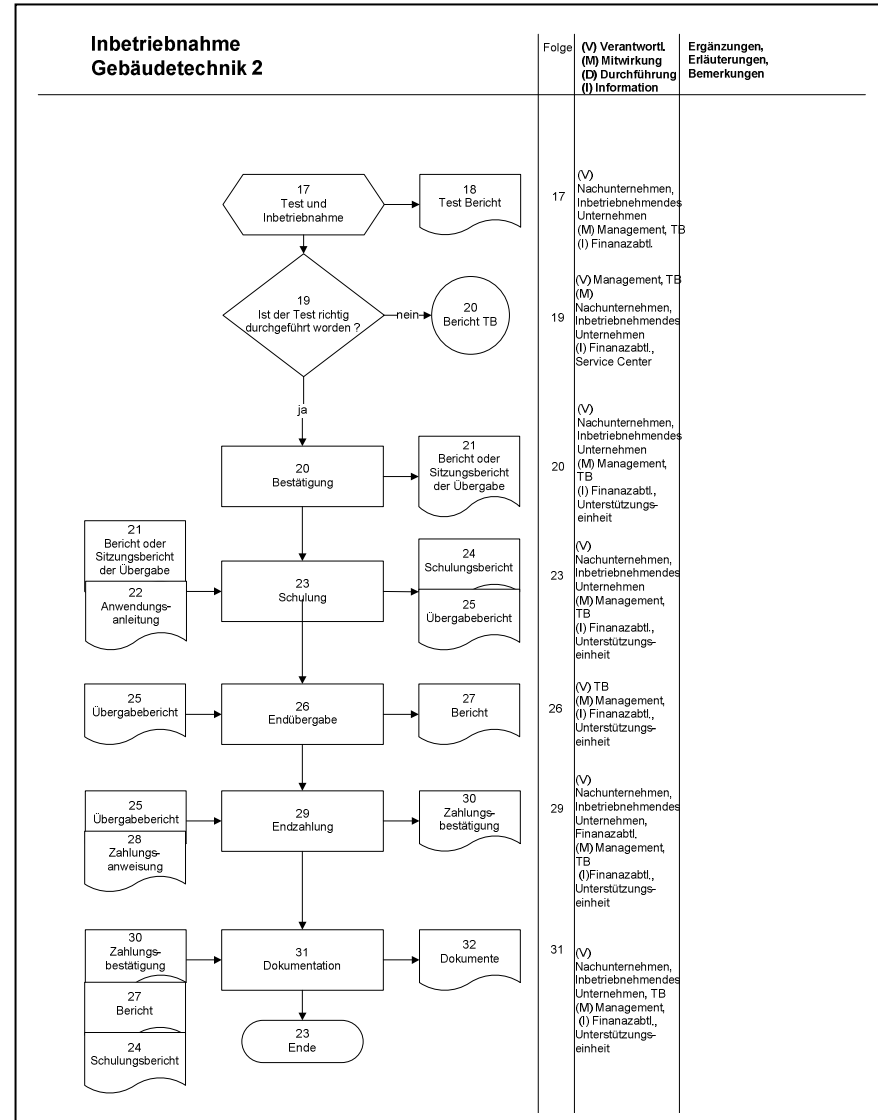 Inbetriebnahme
Gebäudetechnik 2
Folge
(V) Verantwortl.
(M) Mitwirkung
(D) Durchführung
(I) Information
Ergänzungen,
Erläuterungen,
Bemerkungen
17
Test und
Inbetriebnahme
18
Test Bericht
17
(V)
Nachunternehmen,
Inbetriebnehmendes
Unternehmen
(M) Management, TB
(I) Finanazabtl.
19
Ist der Test richtig
durchgeführt worden ?
nein
20
Bericht TB
19
(V) Management, TB
(M)
Nachunternehmen,
Inbetriebnehmendes
Unternehmen
(I) Finanazabtl.,
Service Center
ja
20
Bestätigung
21
Bericht oder
Sitzungsbericht
der Übergabe
20
(V)
Nachunternehmen,
Inbetriebnehmendes
Unternehmen
(M) Management,
TB
(I) Finanazabtl.,
Unterstützungs-
einheit
21
Bericht oder
Sitzungsbericht
der Übergabe
22
Anwendungs-
anleitung
23
Schulung
24
Schulungsbericht
25
Übergabebericht
23
(V)
Nachunternehmen,
Inbetriebnehmendes
Unternehmen
(M) Management,
TB
(I) Finanazabtl.,
Unterstützungs-
einheit
25
Übergabebericht
26
Endübergabe
27
Bericht
26
(V) TB
(M) Management,
(I) Finanazabtl.,
Unterstützungs-
einheit
25
Übergabebericht
28
Zahlungs-
anweisung
29
Endzahlung
30
Zahlungs-
bestätigung
29
(V)
Nachunternehmen,
Inbetriebnehmendes
Unternehmen,
Finanazabtl.
(M) Management,
TB
(I)Finanazabtl.,
Unterstützungs-
einheit
30
Zahlungs-
bestätigung
27
Bericht
24
Schulungsbericht
31
Dokumentation
32
Dokumente
31
(V)
Nachunternehmen,
Inbetriebnehmendes
Unternehmen, TB
(M) Management,
(I) Finanazabtl.,
Unterstützungs-
einheit
23
Ende